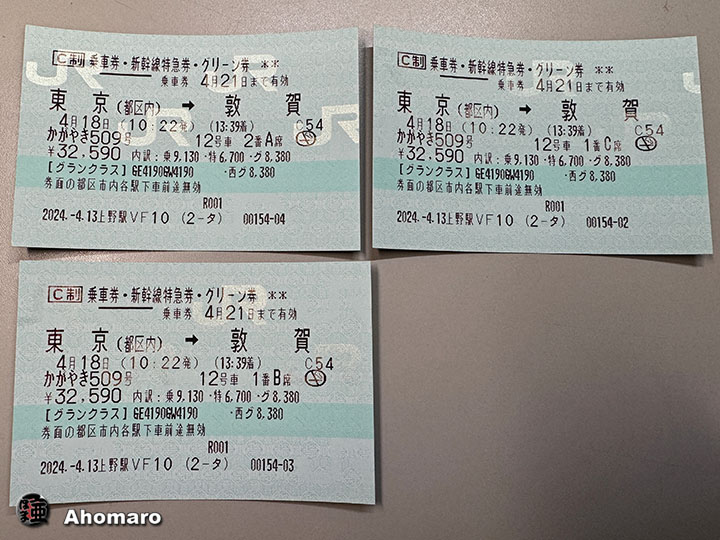 C制 乗車券・新幹線特急券・グリーン券 **
乗車券 4月21日まで有効
東京(都区内) ➡ 敦賀
4月18日 (10:22発) (13:39着) C54
かがやき509号 12号車 2番A席
¥32,590 内訳:乗9,130・特6,700・グ8,380
【グランクラス】GE4190GW4190 ・西グ8,380
券面の都区市内各駅下車前途無効
R001
2024.-4.13上野駅VF10 (2-タ) 00154-04
C制 乗車券・新幹線特急券・グリーン券 **
乗車券 4月21日まで有効
東京(都区内) ➡ 敦賀
4月18日 (10:22発) (13:39着) C54
かがやき509号 12号車 1番C席
¥32,590 内訳:乗9,130・特6,700・グ8,380
【グランクラス】GE4190GW4190 ・西グ8,380
券面の都区市内各駅下車前途無効
R001
2024.-4.13上野駅VF10 (2-タ) 00154-02
C制 乗車券・新幹線特急券・グリーン券 **
乗車券 4月21日まで有効
東京(都区内) ➡ 敦賀
4月18日 (10:22発) (13:39着) C54
かがやき509号 12号車 1番B席
¥32,590 内訳:乗9,130・特6,700・グ8,380
【グランクラス】GE4190GW4190 ・西グ8,380
券面の都区市内各駅下車前途無効
R001
2024.-4.13上野駅VF10 (2-タ) 00154-03
Ahomaro